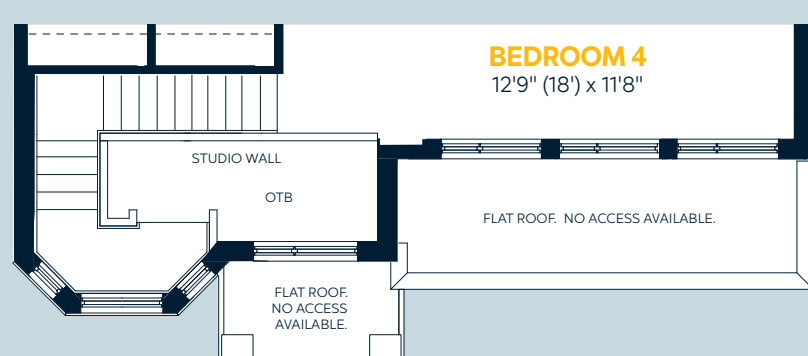 BEDROOM 4
12'9" (18') x 11'8"
STUDIO WALL
OTB
FLAT ROOF. NO ACCESS AVAILABLE.
FLAT ROOF.
NO ACCESS
AVAILABLE.